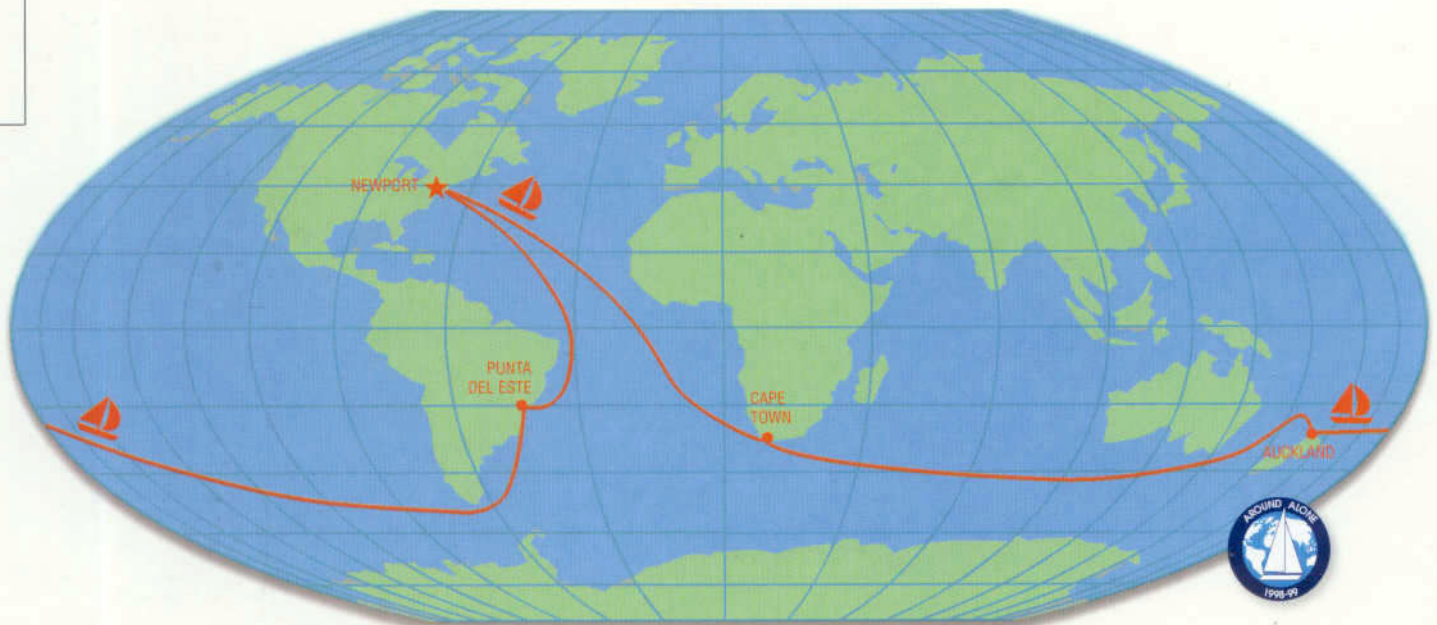 NEWPORT
PUNTA
DEL ESTE
CAPE
TOWN
AUCKLAND
AROUND ALONE
1998-99